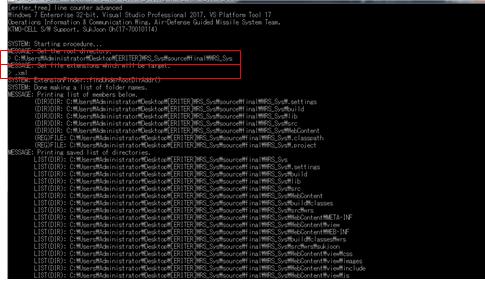 [eriter_free] line counter advanced
Windows 7 Enterprise 32-bit, Visual Studio Professional 2017, VS Platform Tool 17
Operations Information & Communication Wing, Air-Defense Guided Missile System Team,
KTMO-CELL S/W Support, SukJoon Oh(17-70010114)
SYSTEM: Starting procedure...
MESSAGE: Set the root directory.
> C:₩Users₩Administrator₩Desktop₩[ERITER]MRS_Sys₩source₩final₩MRS_Sys
MESSAGE: Set file extensions which will be target.
> .xml
SYSTEM: ExtensionFinder::findUnderRootDirAddr()
SYSTEM: Done making a list of folder names.
MESSAGE: Printing list of members below.
(DIR)DIR: C:₩Users₩Administrator₩Desktop₩[ERITER]MRS_Sys₩source₩final₩MRS_Sys₩.settings
(DIR)DIR: C:₩Users₩Administrator₩Desktop₩[ERITER]MRS_Sys₩source₩final₩MRS_Sys₩build
(DIR)DIR: C:₩Users₩Administrator₩Desktop₩[ERITER]MRS_Sys₩source₩final₩MRS_Sys₩lib
(DIR)DIR: C:₩Users₩Administrator₩Desktop₩[ERITER]MRS_Sys₩source₩final₩MRS_Sys₩src
(DIR)DIR: C:₩Users₩Administrator₩Desktop₩[ERITER]MRS_Sys₩source₩final₩MRS_Sys₩WebContent
(REG)FILE: C:₩Users₩Administrator₩Desktop₩[ERITER]MRS_Sys₩source₩final₩MRS_Sys₩.classpath
(REG)FILE: C:₩Users₩Administrator₩Desktop₩[ERITER]MRS_Sys₩source₩final₩MRS_Sys₩.project
MESSAGE: Printing saved list of directories.
LIST(DIR): C:₩Users₩Administrator₩Desktop₩[ERITER]MRS_Sys₩source₩final₩MRS_Sys
LIST(DIR): C:₩Users₩Administrator₩Desktop₩[ERITER]MRS_Sys₩source₩final₩MRS_Sys₩.settings
LIST(DIR): C:₩Users₩Administrator₩Desktop₩[ERITER]MRS_Sys₩source₩final₩MRS_Sys₩build
LIST(DIR): C:₩Users₩Administrator₩Desktop₩[ERITER]MRS_Sys₩source₩final₩MRS_Sys₩lib
LIST(DIR): C:₩Users₩Administrator₩Desktop₩[ERITER]MRS_Sys₩source₩final₩MRS_Sys₩src
LIST(DIR): C:₩Users₩Administrator₩Desktop₩[ERITER]MRS_Sys₩source₩final₩MRS_Sys₩WebContent
LIST(DIR): C:₩Users₩Administrator₩Desktop₩[ERITER]MRS_Sys₩source₩final₩MRS_Sys₩build₩classes
LIST(DIR): C:₩Users₩Administrator₩Desktop₩[ERITER]MRS_Sys₩source₩final₩MRS_Sys₩src₩mrs
LIST(DIR): C:₩Users₩Administrator₩Desktop₩[ERITER]MRS_Sys₩source₩final₩MRS_Sys₩WebContent₩META-INF
LIST(DIR): C:₩Users₩Administrator₩Desktop₩[ERITER]MRS_Sys₩source₩final₩MRS_Sys₩WebContent₩view
LIST(DIR): C:₩Users₩Administrator₩Desktop₩[ERITER]MRS_Sys₩source₩final₩MRS_Sys₩WebContent₩WEB-INF
LIST(DIR): C:₩Users₩Administrator₩Desktop₩[ERITER]MRS_Sys₩source₩final₩MRS_Sys₩build₩classes₩mrs
LIST(DIR): C:₩Users₩Administrator₩Desktop₩[ERITER]MRS_Sys₩source₩final₩MRS_Sys₩src₩mrs₩sukjoon
LIST(DIR): C:₩Users₩Administrator₩Desktop₩[ERITER]MRS_Sys₩source₩final₩MRS_Sys₩WebContent₩view₩css
LIST(DIR): C:₩Users₩Administrator₩Desktop₩[ERITER]MRS_Sys₩source₩final₩MRS_Sys₩WebContent₩view₩images
LIST(DIR): C:₩Users₩Administrator₩Desktop₩[ERITER]MRS_Sys₩source₩final₩MRS_Sys₩WebContent₩view₩include
LIST(DIR): C:₩Users₩Administrator₩Desktop₩[ERITER]MRS_Sys₩source₩final₩MRS_Sys₩WebContent₩view₩js